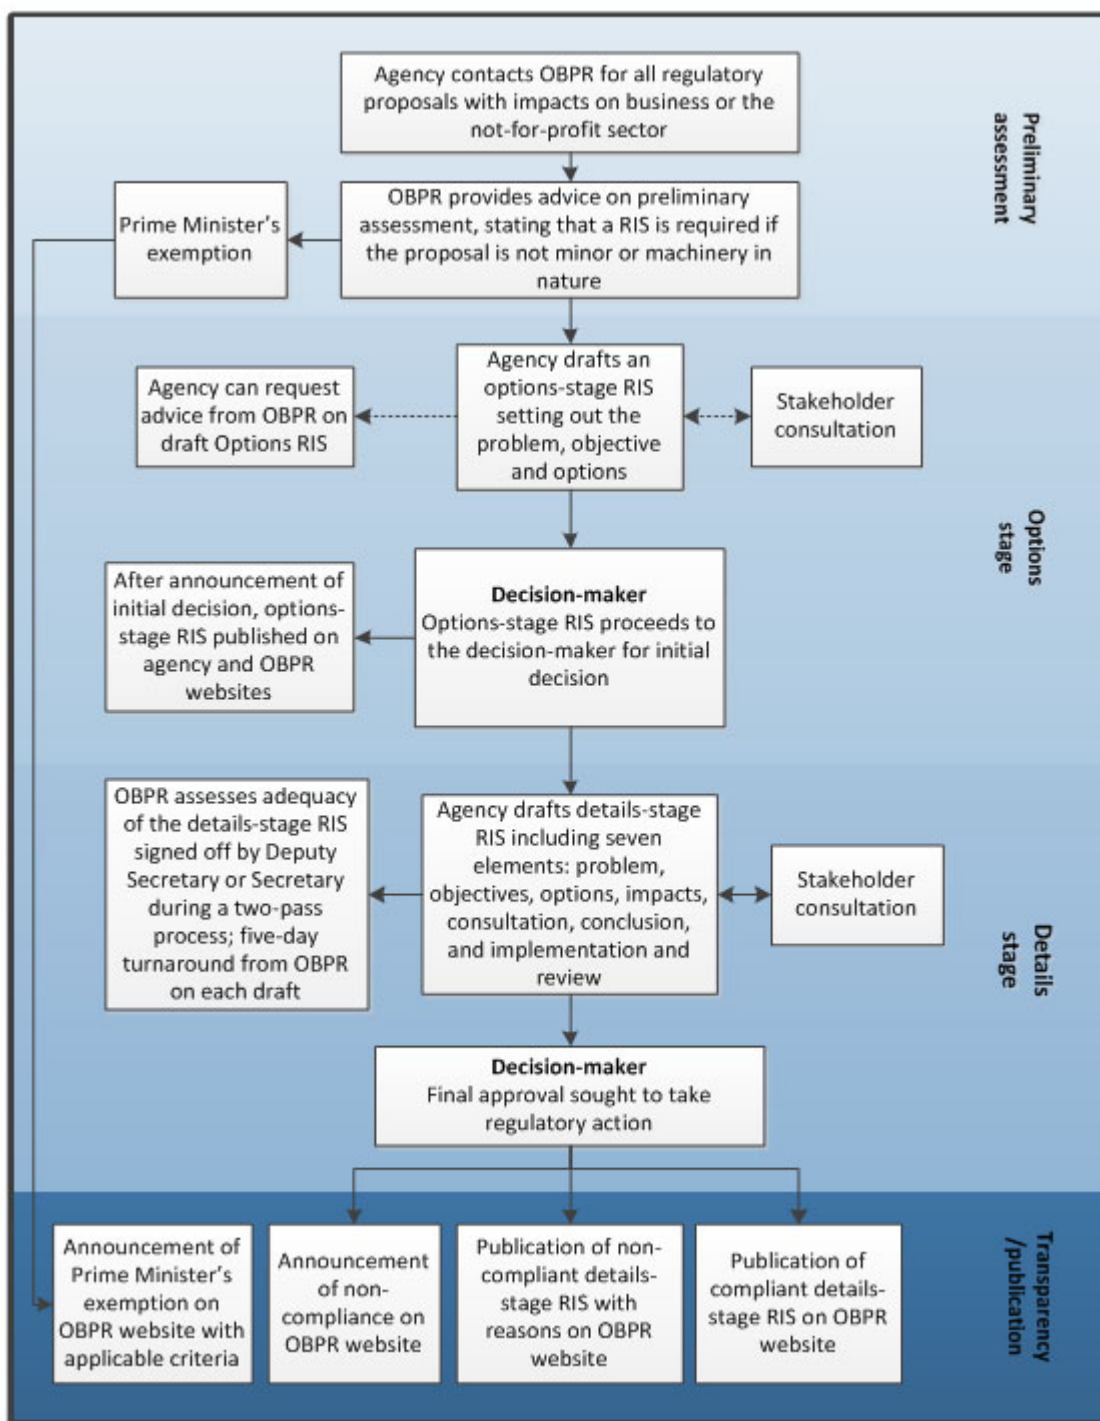 Agency contacts OBPR for all regulatory
proposals with impacts on business or the
not-for-profit sector
Preliminary
assessment
Prime Minister's
exemption
OBPR provides advice on preliminary
assessment, stating that a RIS is required if
the proposal is not minor or machinery in
nature
Agency can request
advice from OBPR on
draft Options RIS
Agency drafts an
options-stage RIS
setting out the
problem, objective
and options
Stakeholder
consultation
Options
stage
After announcement of
initial decision, options-
stage RIS published on
agency and OBPR
websites
Decision-maker
Options-stage RIS proceeds to
the decision-maker for initial
decision
OBPR assesses adequacy
of the details-stage RIS
signed off by Deputy
Secretary or Secretary
during a two-pass
process; five-day
turnaround from OBPR
on each draft
Agency drafts details-stage
RIS including seven
elements: problem,
objectives, options, impacts,
consultation, conclusion,
and implementation and
review
Stakeholder
consultation
Details
stage
Decision-maker
Final approval sought to take
regulatory action
Announcement of
Prime Minister's
exemption on
OBPR website with
applicable criteria
Announcement
of non-
compliance on
OBPR website
Publication of non-
compliant details-
stage RIS with
reasons on OBPR
website
Publication of
compliant details-
stage RIS on OBPR
website
Transparency
/publication